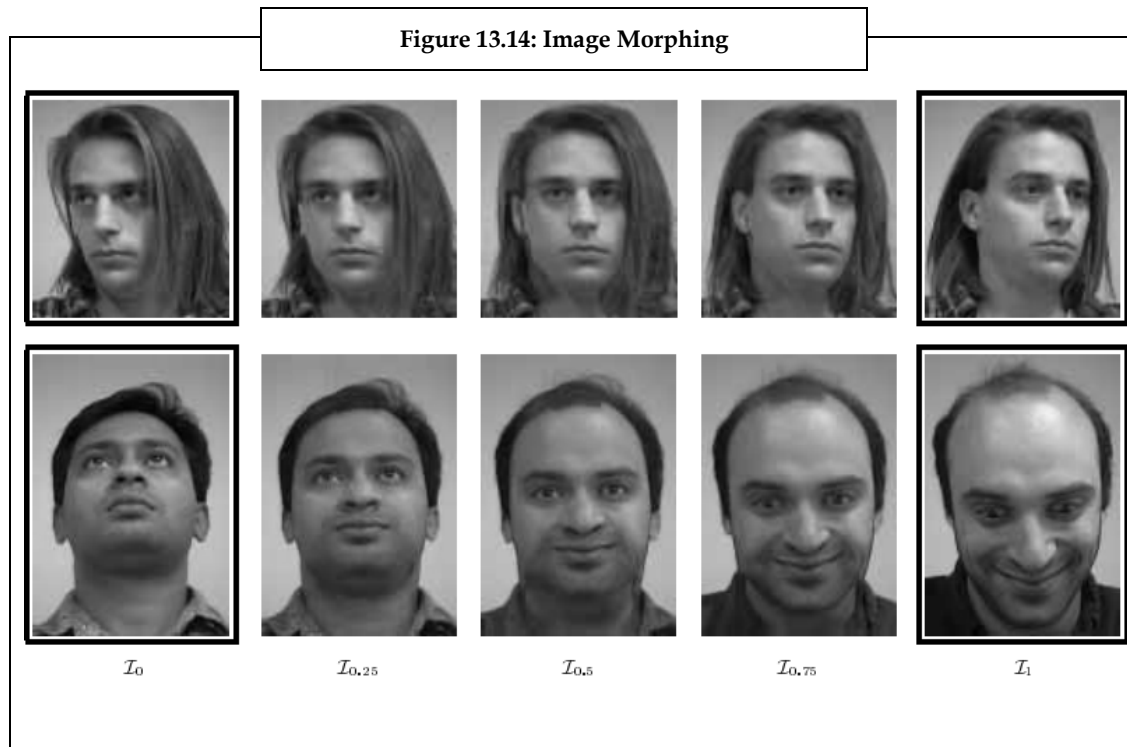 Figure 13.14: Image Morphing
ℐ₀ ℐ₀.₂₅ ℐ₀.₅ ℐ₀.₇₅ ℐ₁